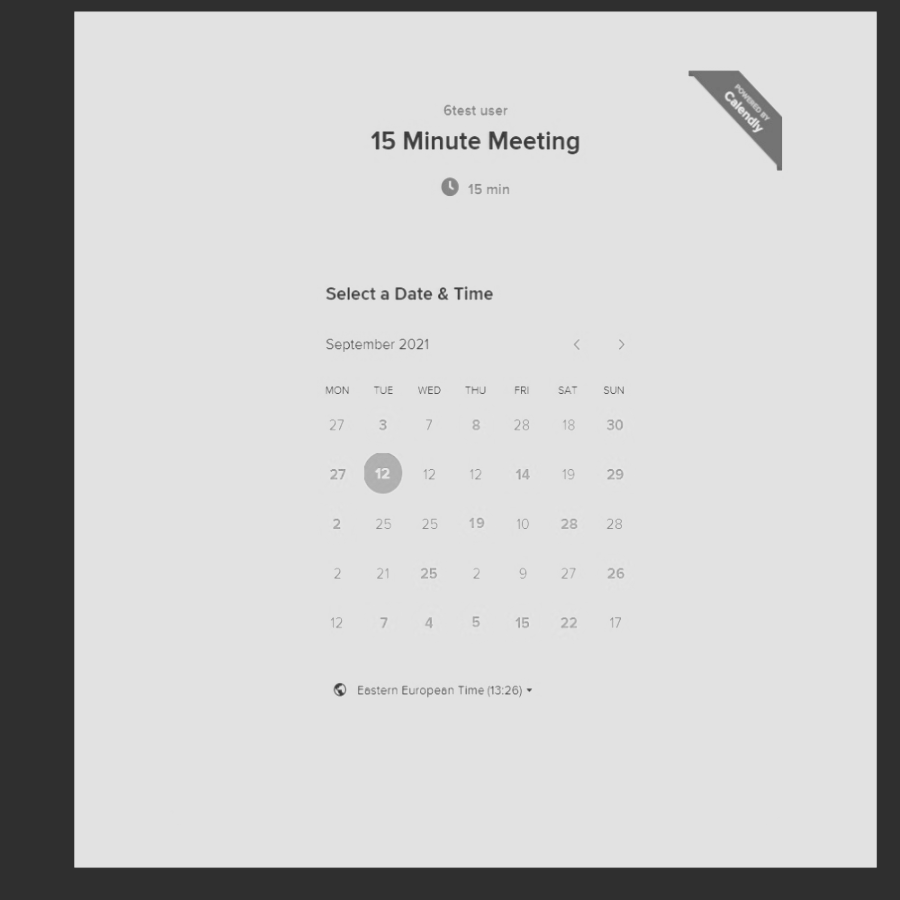 POWERED BY
Calendly
6test user
15 Minute Meeting
15 min
Select a Date & Time
September 2021
MON TUE WED THU FRI SAT SUN
27 3 7 8 28 18 30
27 12 12 12 14 19 29
2 25 25 19 10 28 28
2 21 25 2 9 27 26
12 7 4 5 15 22 17
Eastern European Time (13:26)